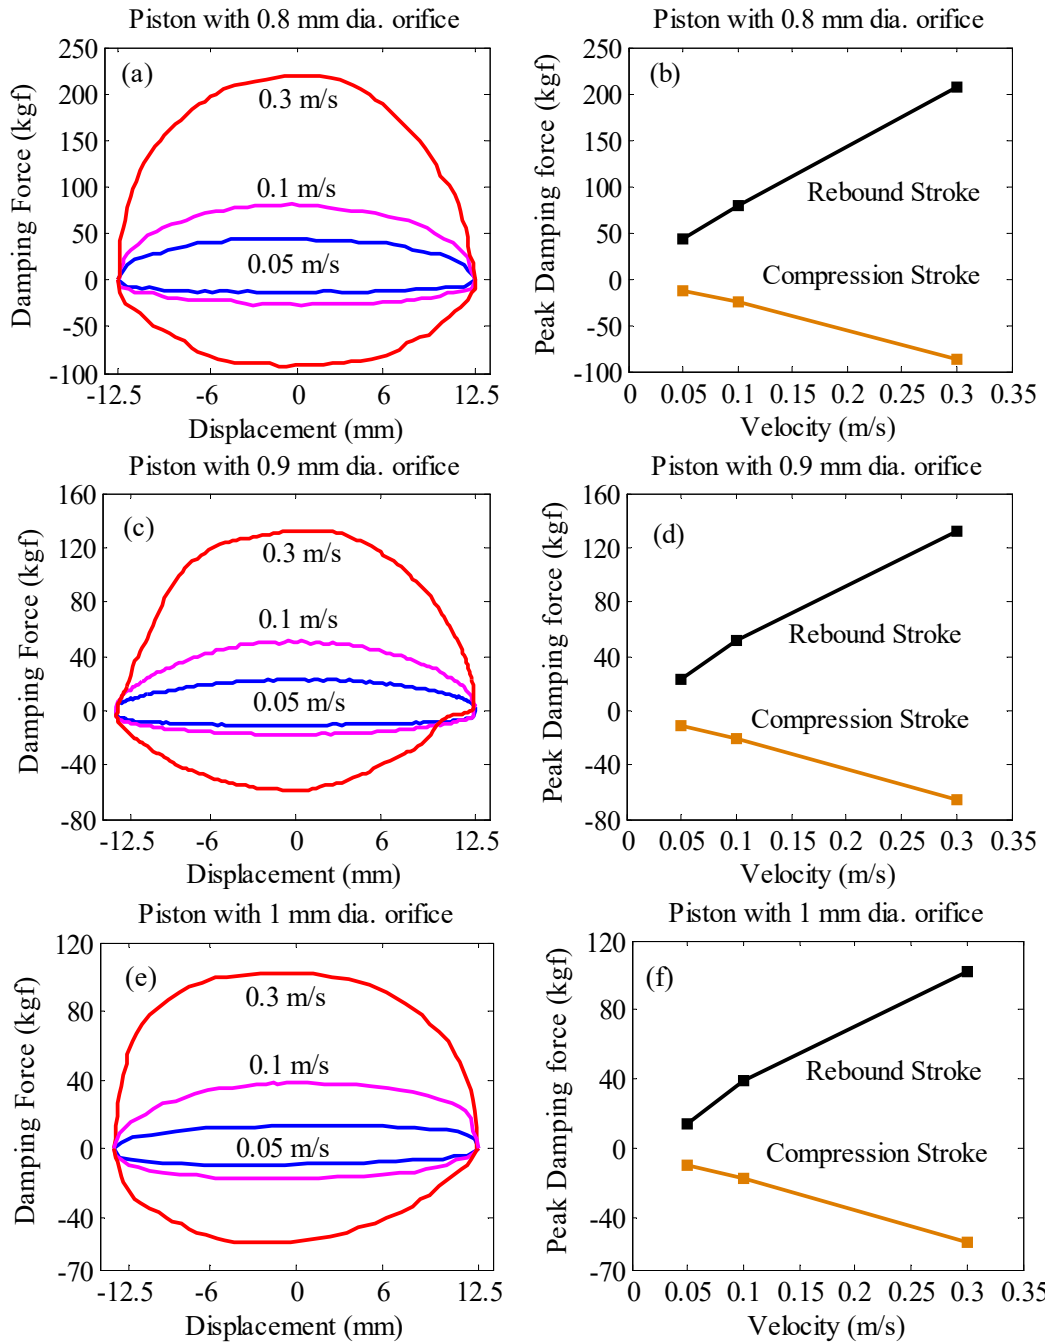 Piston with 0.8 mm dia. orifice
Damping Force (kgf)
250
200
150
100
50
0
-50
-100
(a)
0.3 m/s
0.1 m/s
0.05 m/s
-12.5 -6 0 6 12.5
Displacement (mm)
Piston with 0.8 mm dia. orifice
Peak Damping force (kgf)
250
200
150
100
50
0
-50
-100
(b)
Rebound Stroke
Compression Stroke
0 0.05 0.1 0.15 0.2 0.25 0.3 0.35
Velocity (m/s)
Piston with 0.9 mm dia. orifice
Damping Force (kgf)
160
120
80
40
0
-40
-80
(c)
0.3 m/s
0.1 m/s
0.05 m/s
-12.5 -6 0 6 12.5
Displacement (mm)
Piston with 0.9 mm dia. orifice
Peak Damping force (kgf)
160
120
80
40
0
-40
-80
(d)
Rebound Stroke
Compression Stroke
0 0.05 0.1 0.15 0.2 0.25 0.3 0.35
Velocity (m/s)
Piston with 1 mm dia. orifice
Damping Force (kgf)
120
80
40
0
-40
-70
(e)
0.3 m/s
0.1 m/s
0.05 m/s
-12.5 -6 0 6 12.5
Displacement (mm)
Piston with 1 mm dia. orifice
Peak Damping force (kgf)
120
80
40
0
-40
-70
(f)
Rebound Stroke
Compression Stroke
0 0.05 0.1 0.15 0.2 0.25 0.3 0.35
Velocity (m/s)